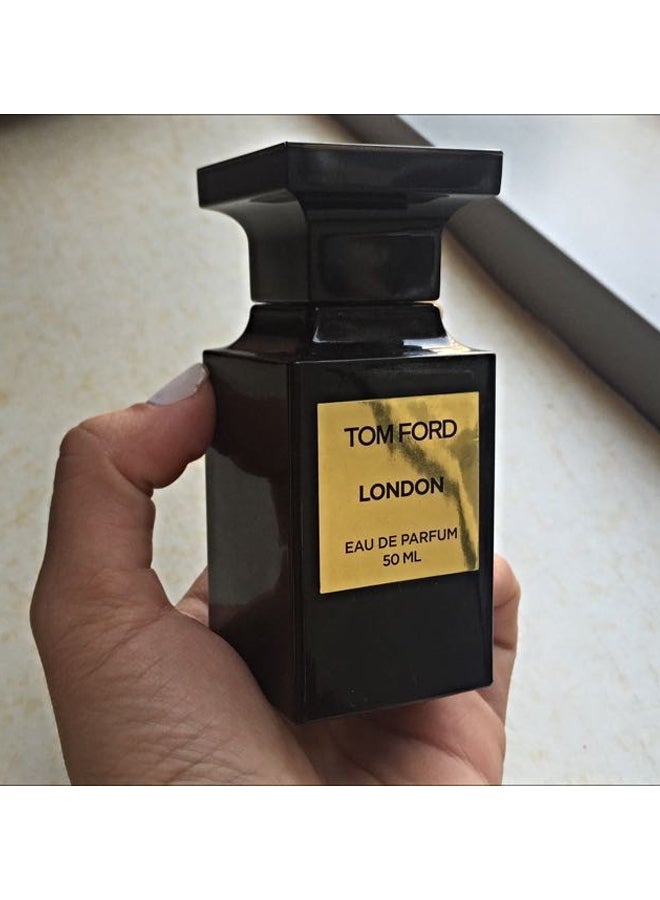 TOM FORD
LONDON
EAU DE PARFUM
50 ML